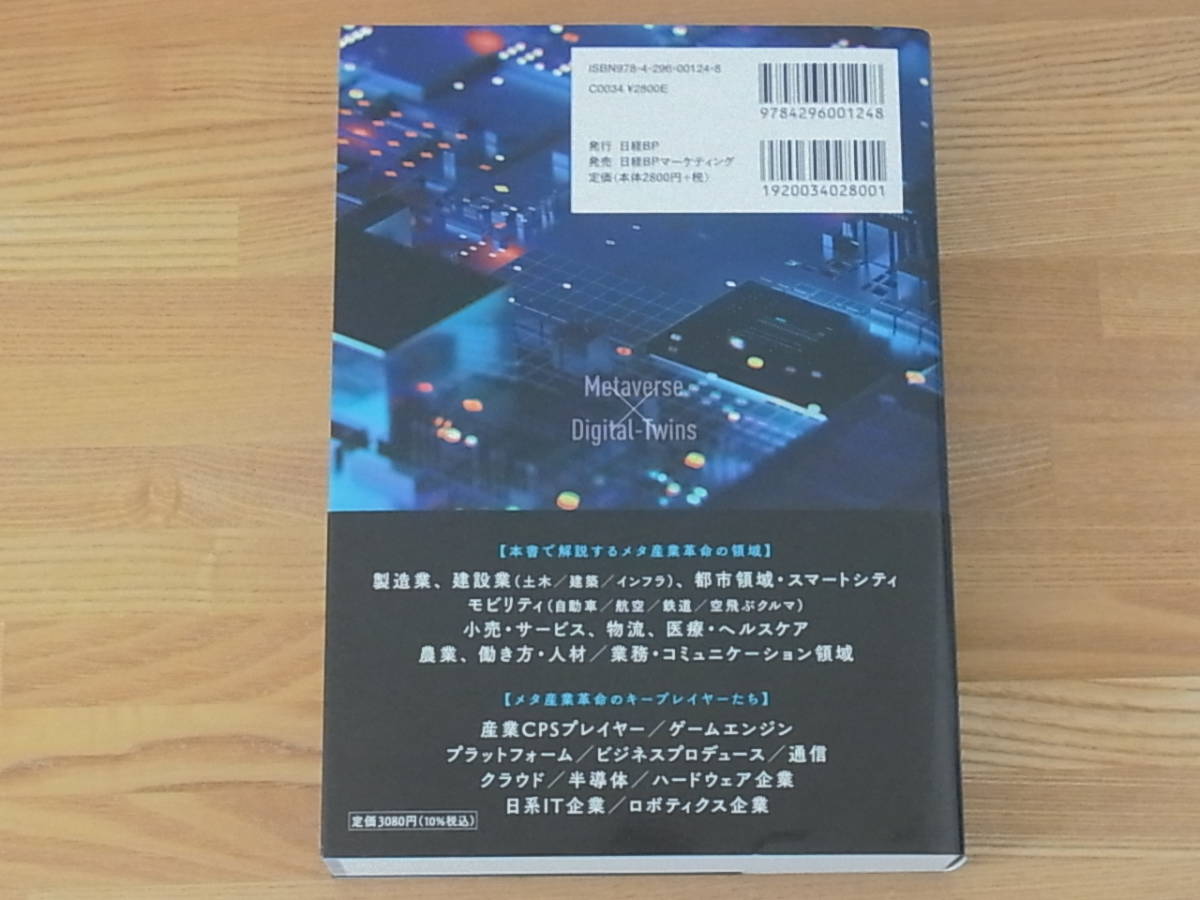 ISBN978-4-296-00124-8
C0034 ¥2800E
9784296001248
発行 日経BP
発売 日経BPマーケティング
定価(本体2800円+税)
1920034028001
Metaverse
×
Digital-Twins
【本書で解説するメタ産業革命の領域】
製造業、建設業(土木/建築/インフラ)、都市領域・スマートシティ
モビリティ(自動車/航空/鉄道/空飛ぶクルマ)
小売・サービス、物流、医療・ヘルスケア
農業、働き方・人材/業務・コミュニケーション領域
【メタ産業革命のキープレイヤーたち】
産業CPSプレイヤー/ゲームエンジン
プラットフォーム/ビジネスプロデュース/通信
クラウド/半導体/ハードウェア企業
日系IT企業/ロボティクス企業
定価3080円(10%税込)